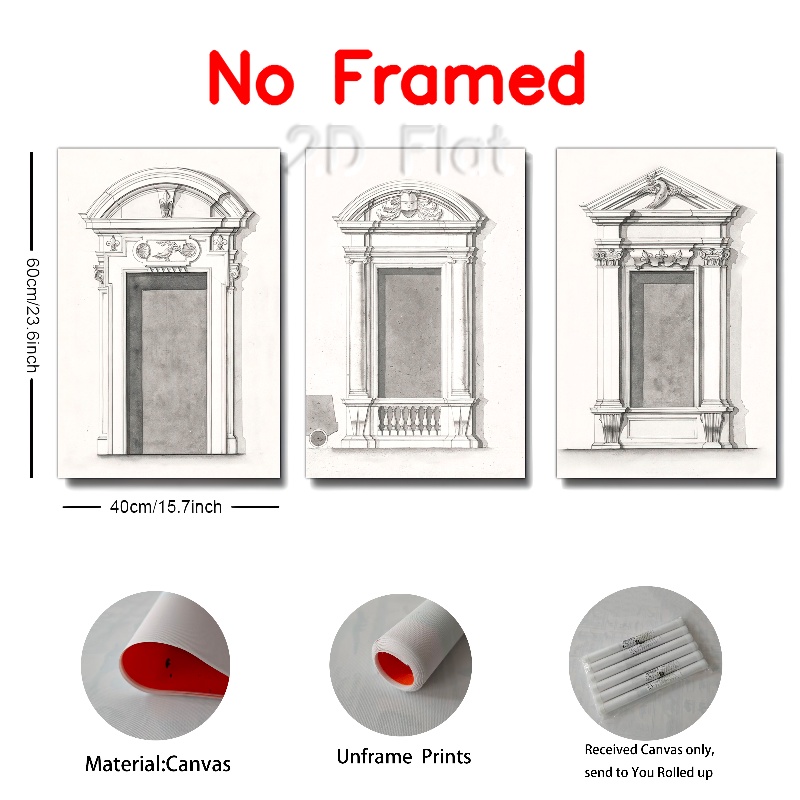 No Framed
2D Flat
60cm/23.6inch
40cm/15.7inch
Material:Canvas
Unframe Prints
Received Canvas only,
send to You Rolled up